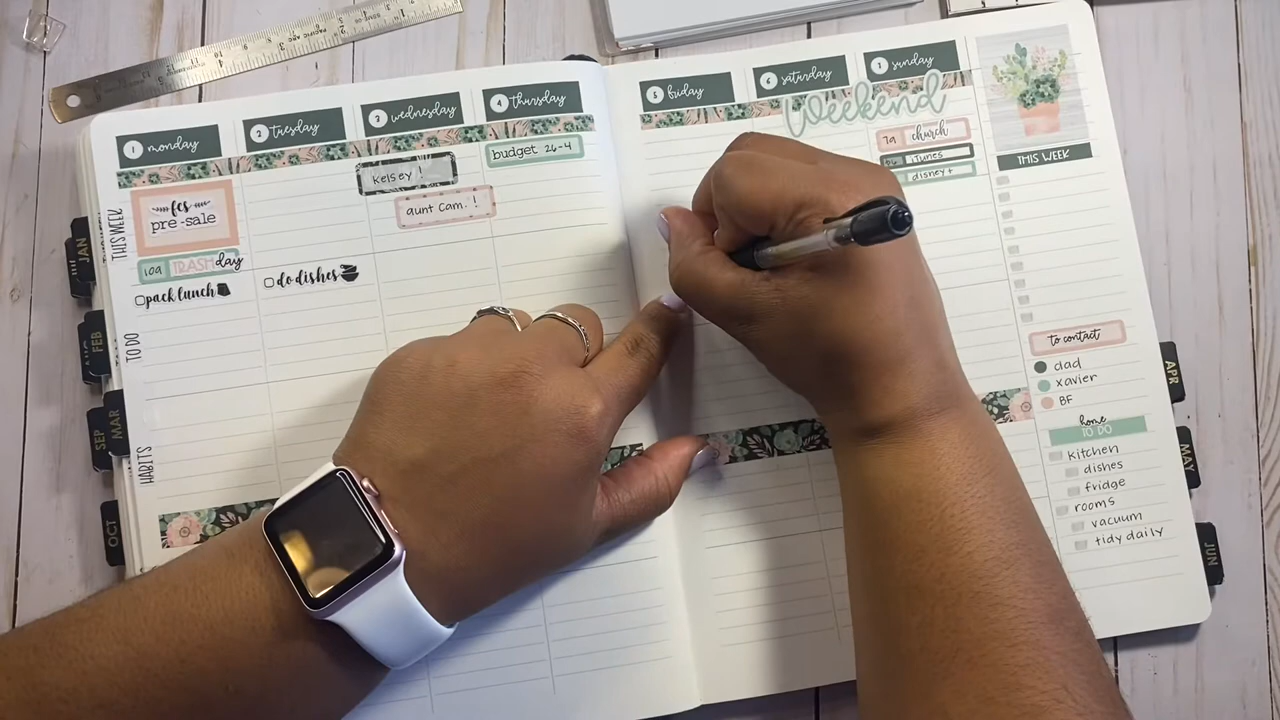 1 monday
2 tuesday
3 wednesday
4 thursday
5 friday
6 saturday
7 sunday
weekend
THIS WEEK
fes
pre-sale
10a TRASH day
pack lunch
do dishes
kelsey !
aunt cam. !
budget 26-4
7a church
iTunes
disney+
THIS WEEK
TO DO
HABITS
to contact
dad
xavier
BF
home
TO DO
kitchen
dishes
fridge
rooms
vacuum
tidy daily
JAN
FEB
MAR
SEP
OCT
APR
MAY
JUN